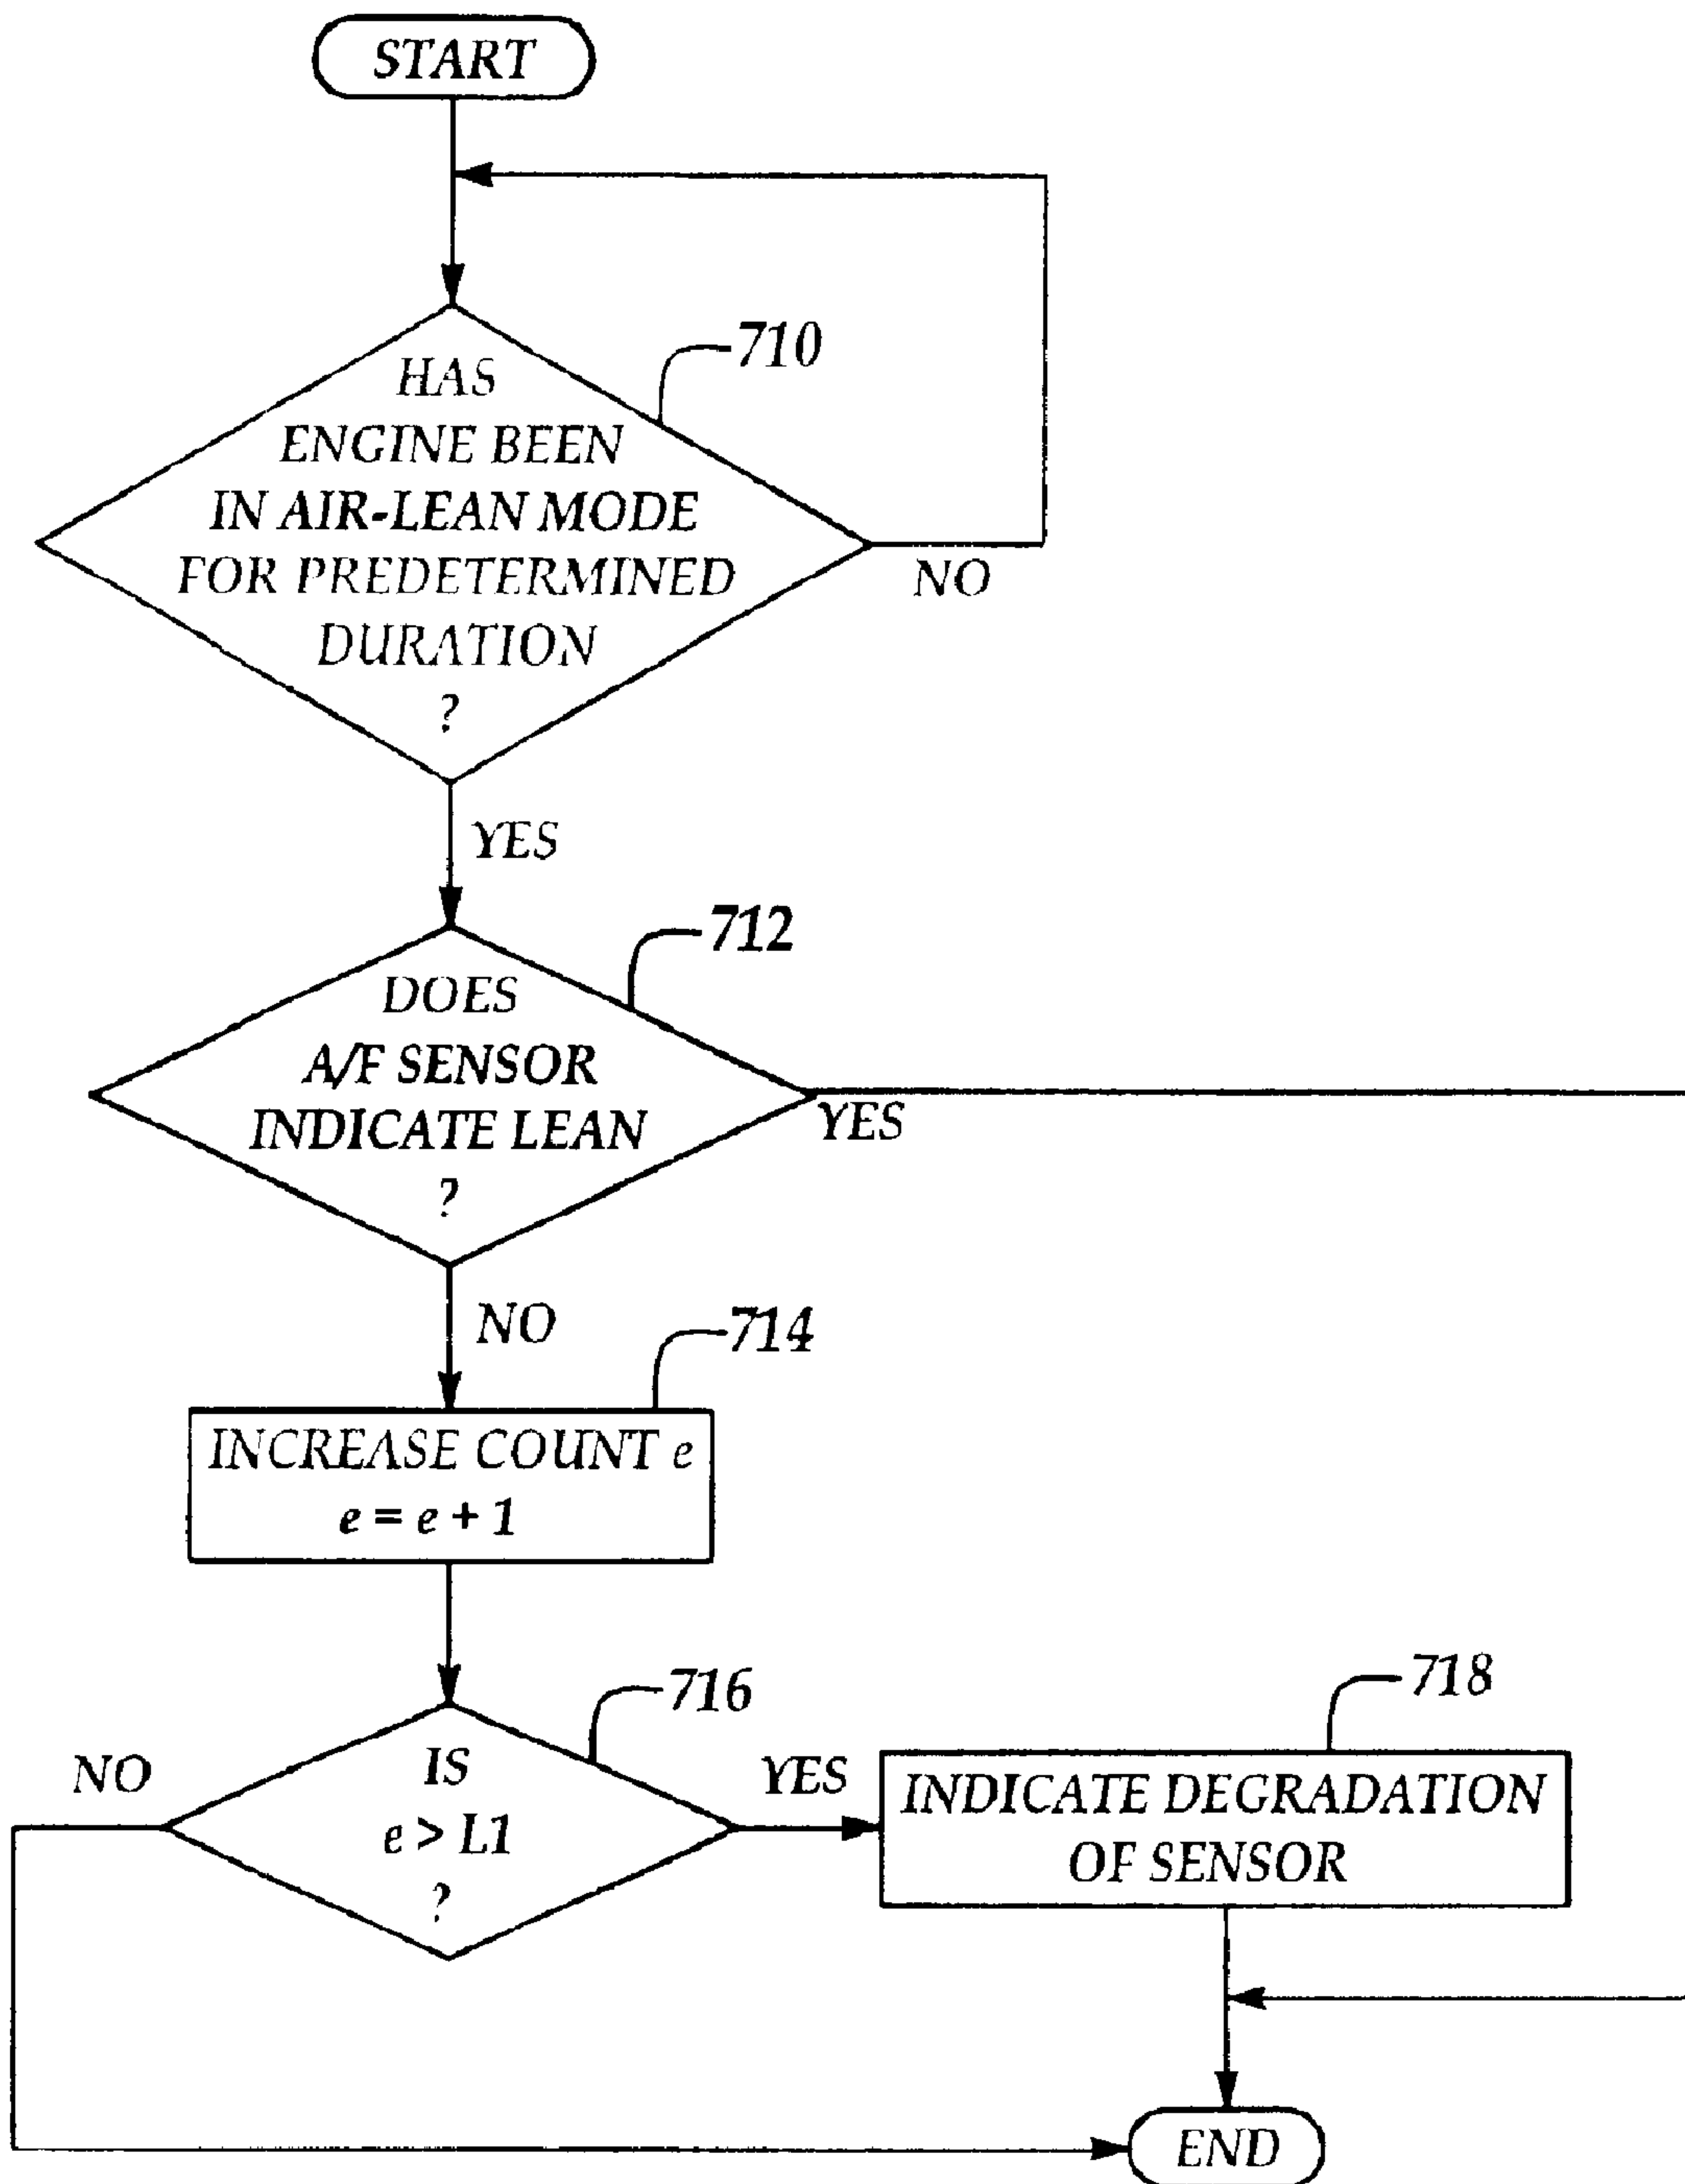 START
710
HAS
ENGINE BEEN
IN AIR-LEAN MODE
FOR PREDETERMINED
DURATION
?
NO
YES
712
DOES
A/F SENSOR
INDICATE LEAN
?
YES
NO
714
INCREASE COUNT e
e = e + 1
716
IS
e > L1
?
NO
YES
718
INDICATE DEGRADATION
OF SENSOR
END